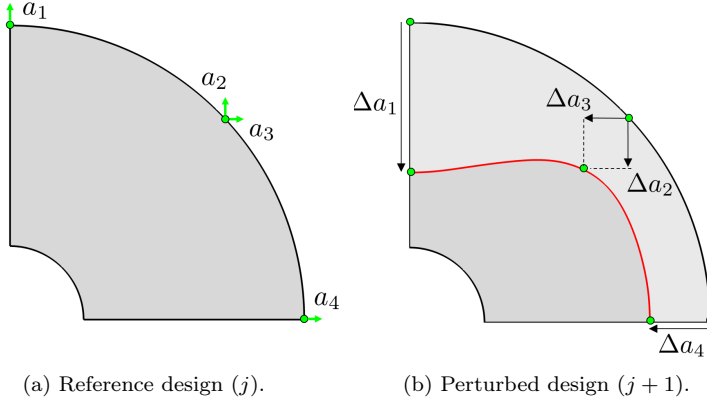 a₁
a₂
a₃
a₄
Δa₁
Δa₃
Δa₂
Δa₄
(a) Reference design (j).
(b) Perturbed design (j + 1).